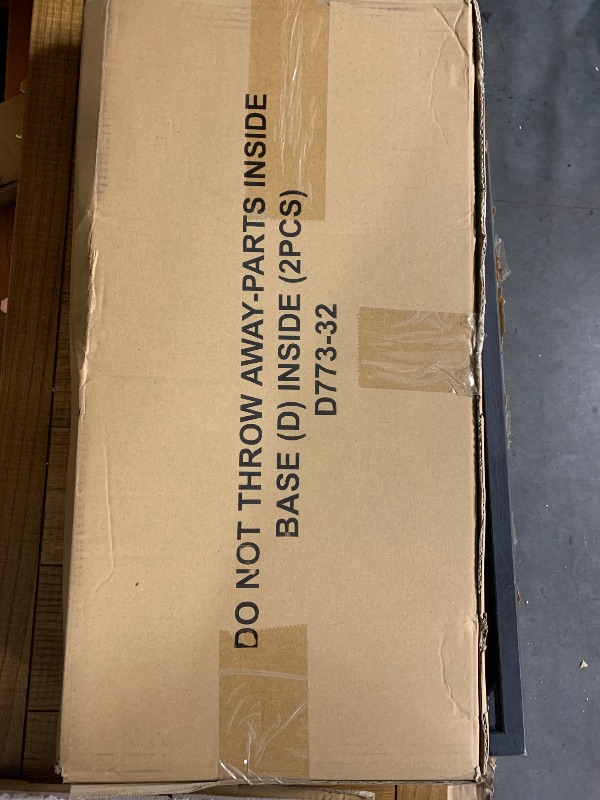 DO NOT THROW AWAY-PARTS INSIDE
BASE (D) INSIDE (2PCS)
D773-32